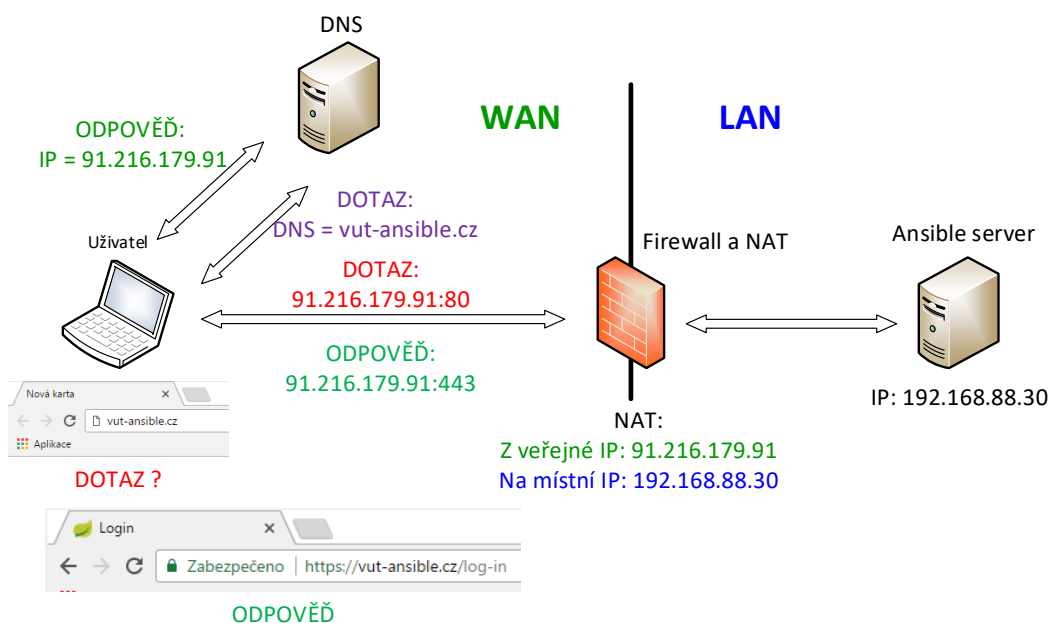 DNS
WAN
LAN
ODPOVĚĎ:
IP = 91.216.179.91
DOTAZ:
DNS = vut-ansible.cz
Uživatel
Firewall a NAT
Ansible server
DOTAZ:
91.216.179.91:80
ODPOVĚĎ:
91.216.179.91:443
IP: 192.168.88.30
Nová karta
vut-ansible.cz
Aplikace
NAT:
Z veřejné IP: 91.216.179.91
Na místní IP: 192.168.88.30
DOTAZ ?
Login
Zabezpečeno | https://vut-ansible.cz/log-in
ODPOVĚĎ